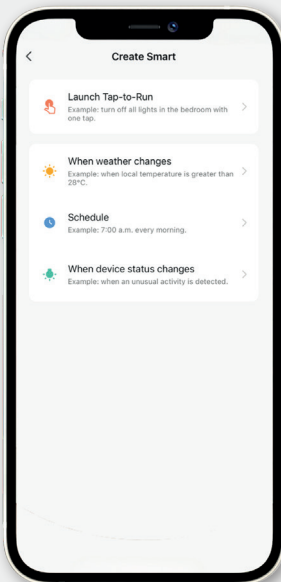 Create Smart
Launch Tap-to-Run
Example: turn off all lights in the bedroom with
one tap.
When weather changes
Example: when local temperature is greater than
28°C.
Schedule
Example: 7:00 a.m. every morning.
When device status changes
Example: when an unusual activity is detected.